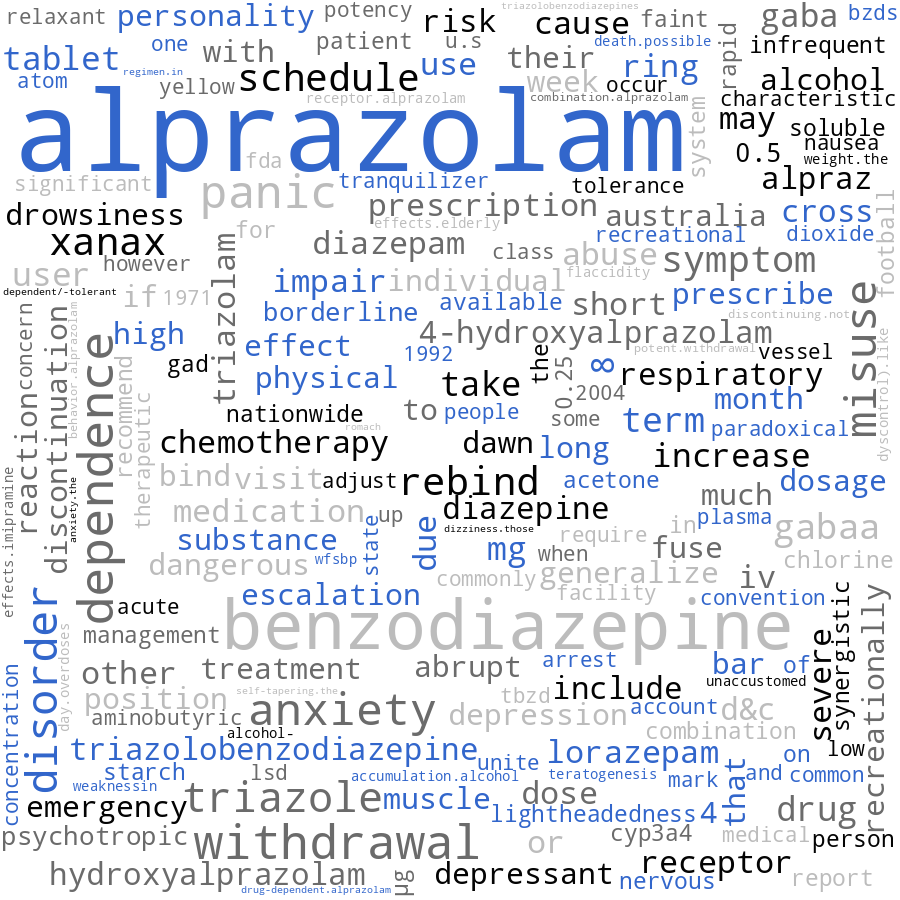 relaxant
personality
potency
risk
triazolobenzodiazepines
cause
faint
gaba
bzds
tablet
one
with
patient
u.s
their
death.possible
infrequent
atom
regimen.in
yellow
schedule
use
week
ring
occur
rapid
alcohol
receptor.alprazolam
combination.alprazolam
characteristic
alprazolam
system
may
soluble
nausea
fda
0.5
weight.the
significant
panic
tranquilizer
tolerance
alpraz
drowsiness
prescription
effects.elderly
australia
cross
football
xanax
for
diazepam
class
recreational
dioxide
user
however
triazolam
abuse
symptom
dependent/-tolerant
if
1971
impair
individual
flaccidity
borderline
available
short
prescribe
reaction
concern
discontinuation
behavior.alprazolam
high
effect
4-hydroxyalprazolam
discontinuing.not
misuse
dependence
gad
1992
the
0.25
8
potent.withdrawal
vessel
recommend
physical
take
2004
respiratory
dyscontrol).like
nationwide
to
people
some
term
month
paradoxical
therapeutic
romach
chemotherapy
dawn
long
increase
effects.imipramine
anxiety.the
bind
visit
adjust
rebind
acetone
much
dosage
medication
up
diazepine
in
plasma
gabaa
dizziness.those
require
substance
wfsbp
state
due
mg
when
fuse
chlorine
dangerous
commonly
generalize
iv
disorder
acute
escalation
facility
convention
management
benzodiazepine
severe
synergistic
recreationally
day.overdoses
other
treatment
abrupt
arrest
bar
of
unaccustomed
concentration
position
self-tapering.the
tbzd
include
aminobutyric
anxiety
depression
account
d&c
alcohol-
combination
triazolobenzodiazepine
unite
lorazepam
on
low
starch
lsd
accumulation.alcohol
teratogenesis
mark
that
and
common
weaknessin
emergency
triazole
muscle
dose
lightheadedness
4
drug
psychotropic
withdrawal
or
cyp3a4
medical
person
hydroxyalprazolam
µg
depressant
receptor
nervous
report
drug-dependent.alprazolam